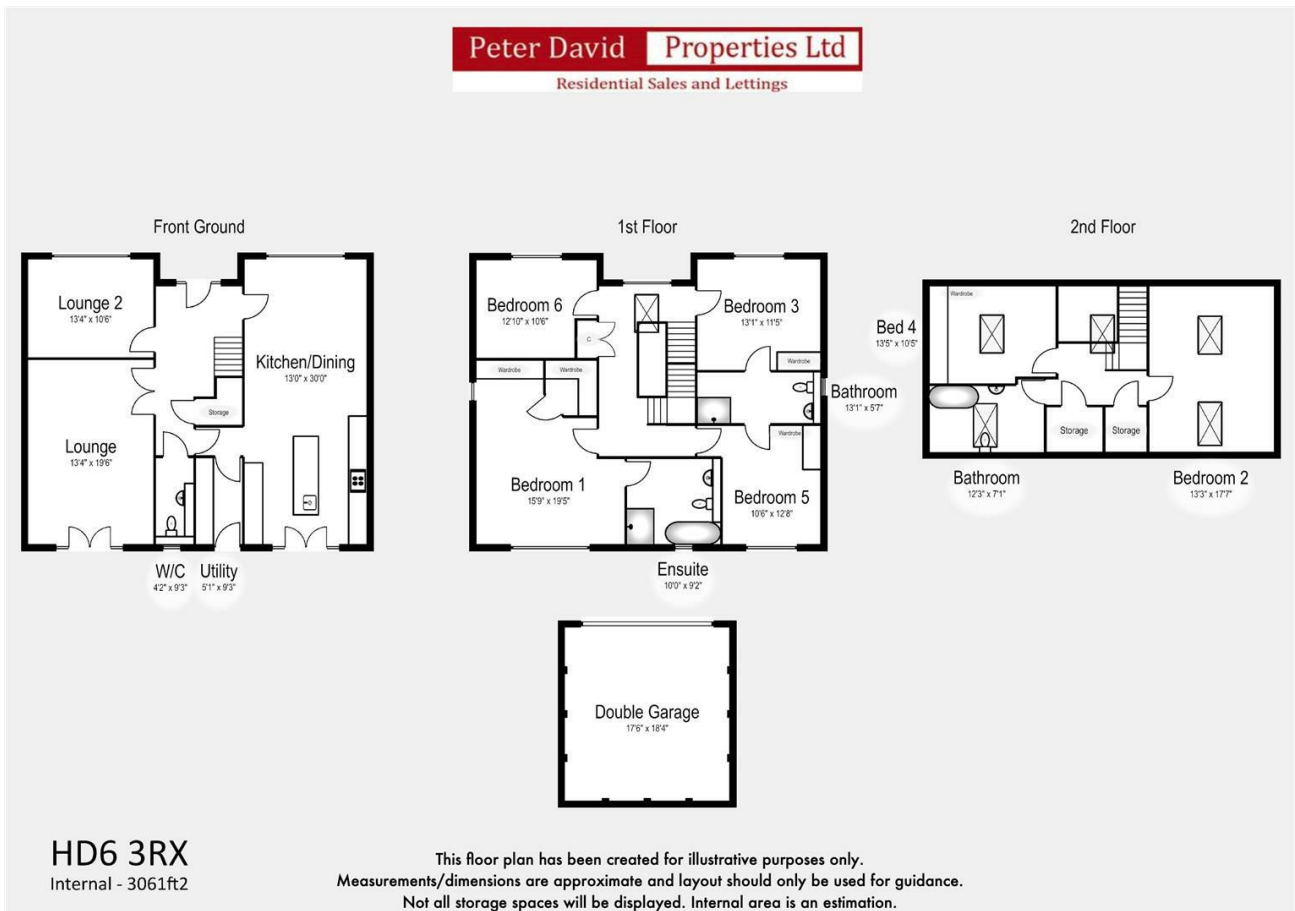 Peter David Properties Ltd
Residential Sales and Lettings
Front Ground
Lounge 2
13'4" x 10'6"
Kitchen/Dining
13'0" x 30'0"
Storage
Lounge
13'4" x 19'6"
W/C
4'2" x 9'3"
Utility
5'1" x 9'3"
1st Floor
Bedroom 6
12'10" x 10'6"
C
Bedroom 3
13'1" x 11'5"
Wardrobe
Wardrobe
Wardrobe
Bathroom
13'1" x 5'7"
Wardrobe
Bedroom 1
15'9" x 19'5"
Bedroom 5
10'6" x 12'8"
Ensuite
10'0" x 9'2"
2nd Floor
Wardrobe
Bed 4
13'5" x 10'5"
Storage
Storage
Bathroom
12'3" x 7'1"
Bedroom 2
13'3" x 17'7"
Double Garage
17'6" x 18'4"
HD6 3RX
Internal - 3061ft2
This floor plan has been created for illustrative purposes only.
Measurements/dimensions are approximate and layout should only be used for guidance.
Not all storage spaces will be displayed. Internal area is an estimation.